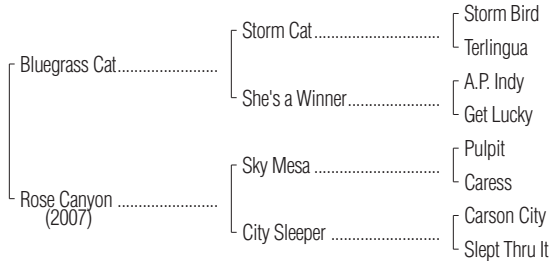 Storm Bird
Storm Cat
Terlingua
Bluegrass Cat
A.P. Indy
She's a Winner
Get Lucky
Pulpit
Sky Mesa
Caress
Rose Canyon
(2007)
Carson City
City Sleeper
Slept Thru It